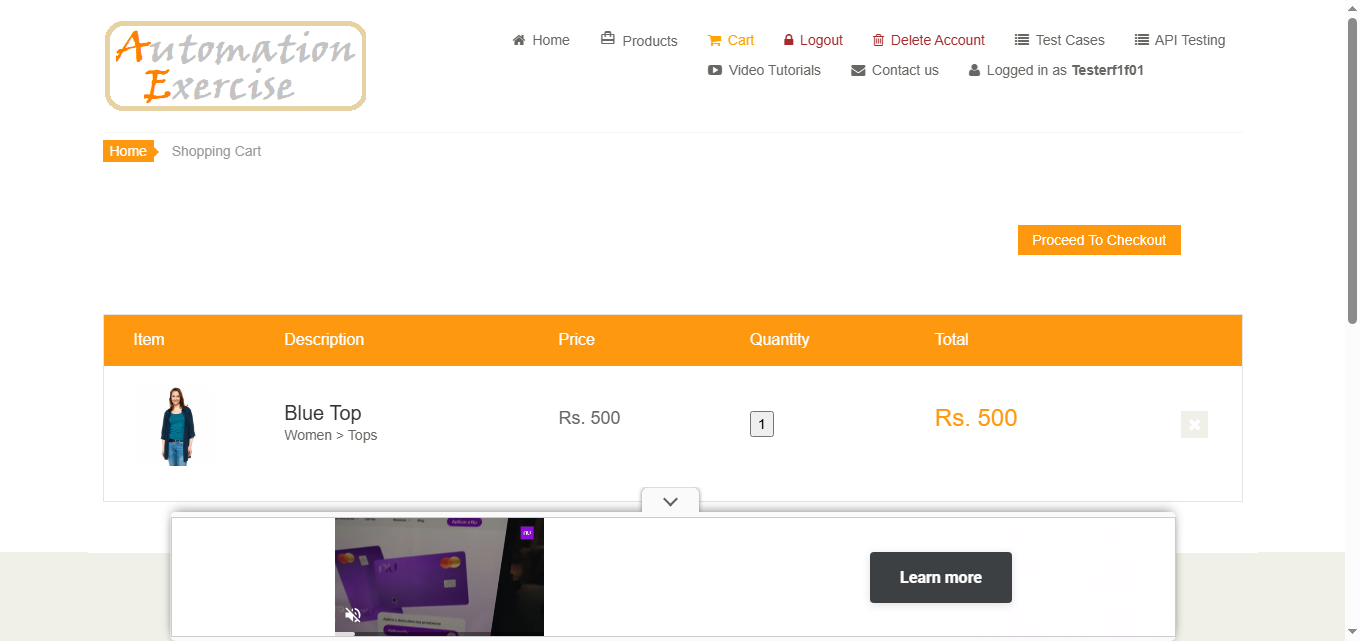 Automation
Exercise
Home
Products
Cart
Logout
Delete Account
Test Cases
API Testing
Video Tutorials
Contact us
Logged in as Testerf1f01
Home
Shopping Cart
Proceed To Checkout
Item Description Price Quantity Total
Blue Top
Women > Tops
Rs. 500
1
Rs. 500
nu
Learn more